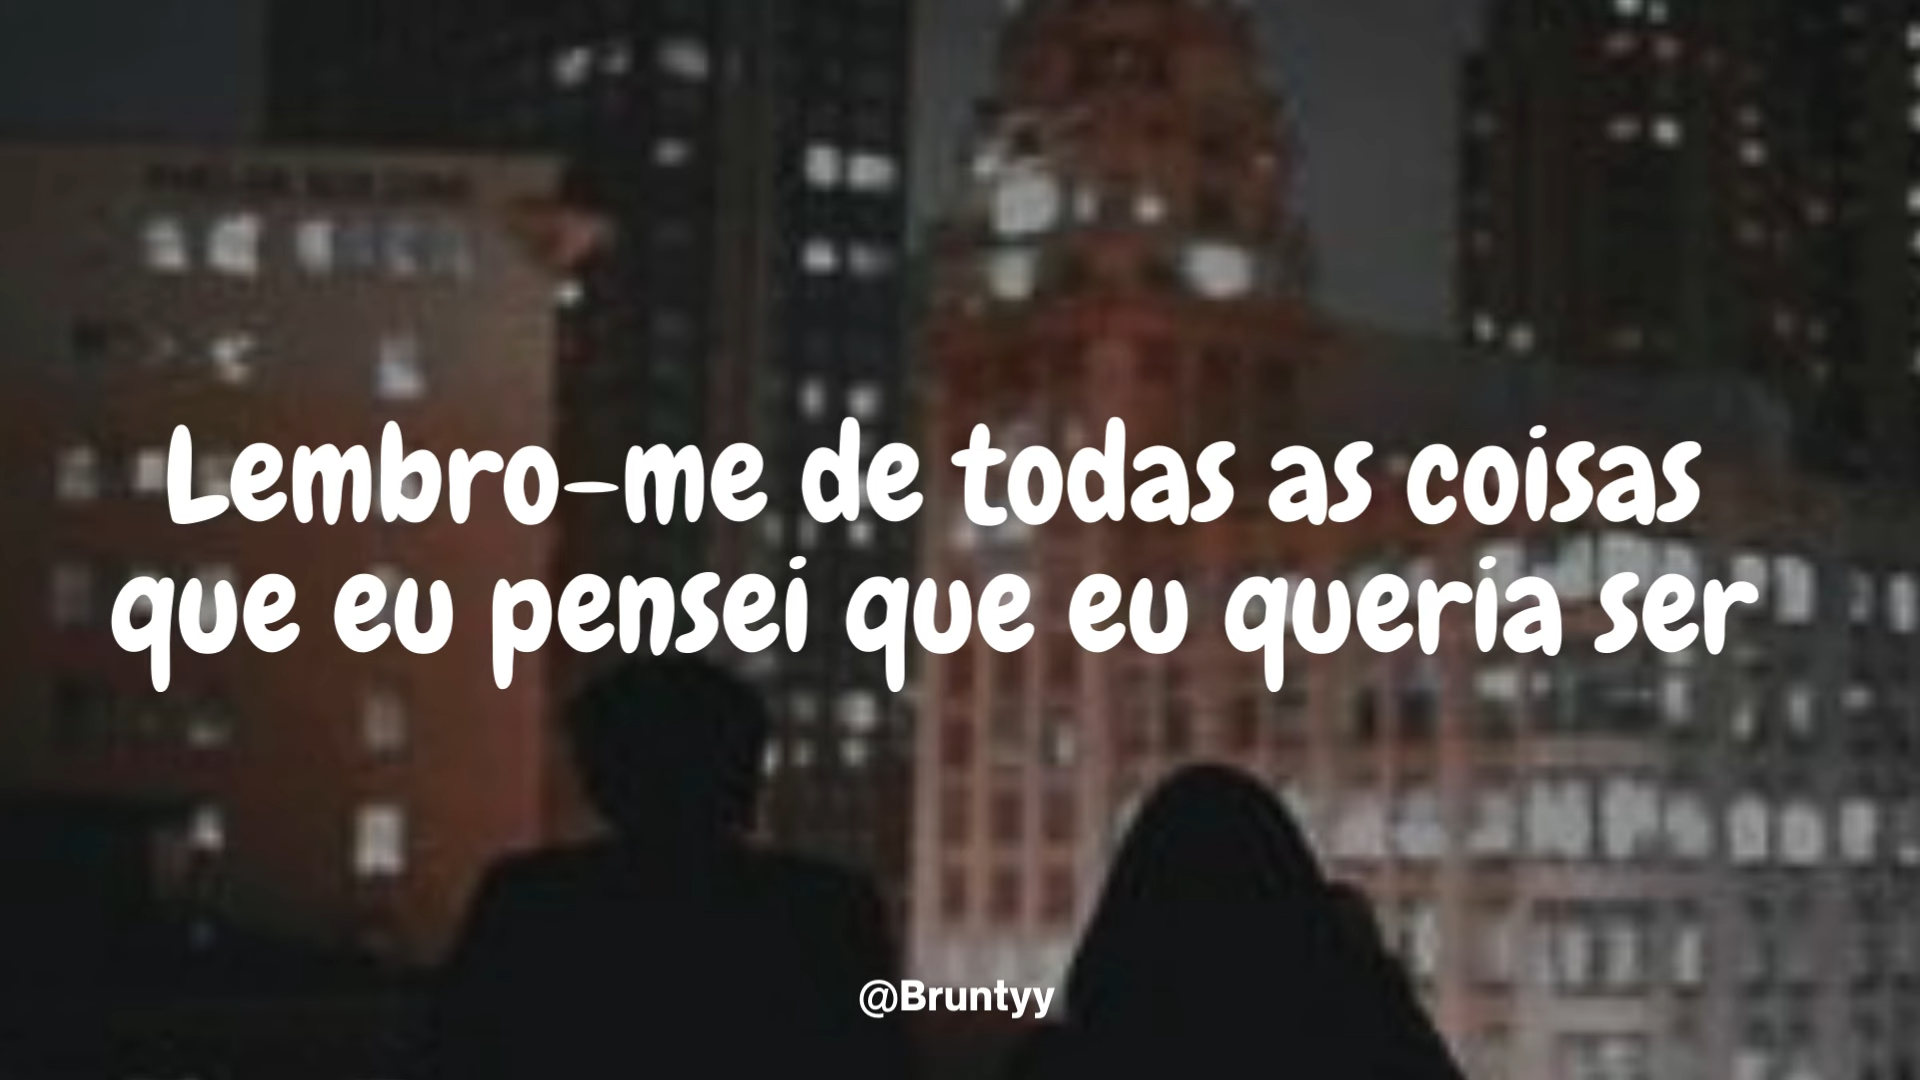 Lembro-me de todas as coisas
que eu pensei que eu queria ser
@Bruntyy